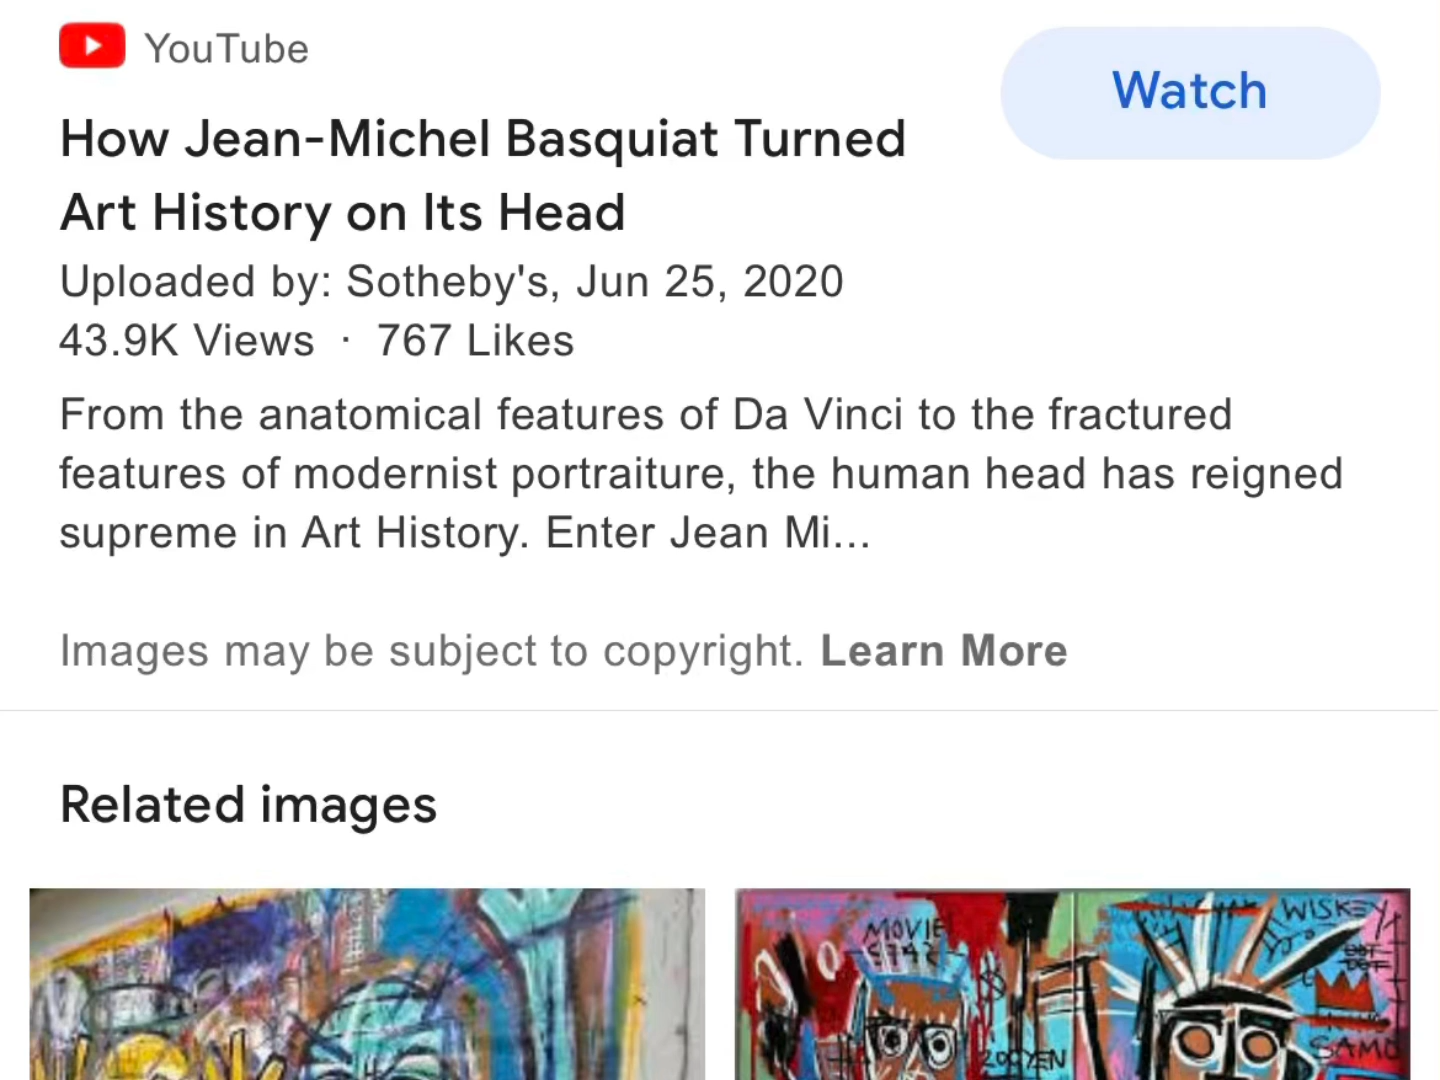 YouTube
Watch
How Jean-Michel Basquiat Turned
Art History on Its Head
Uploaded by: Sotheby's, Jun 25, 2020
43.9K Views · 767 Likes
From the anatomical features of Da Vinci to the fractured
features of modernist portraiture, the human head has reigned
supreme in Art History. Enter Jean Mi...
Images may be subject to copyright. Learn More
Related images
MOVIE
WISKEY
200 YEN
SAMO